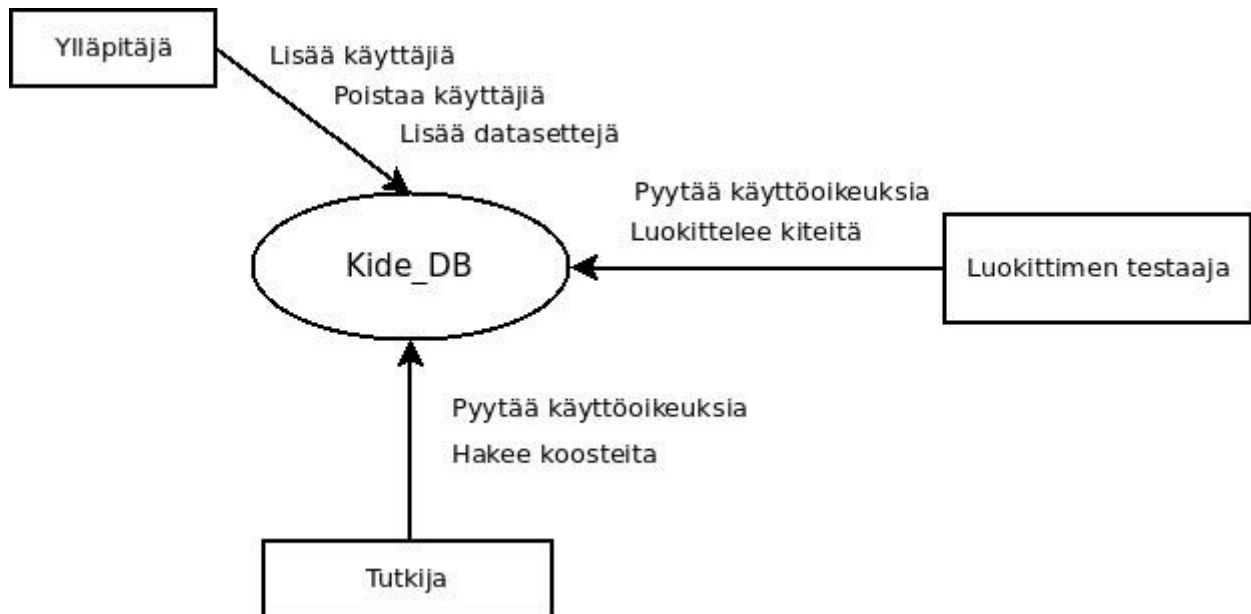 Ylläpitäjä
Lisää käyttäjiä
Poistaa käyttäjiä
Lisää datasettejä
Pyytää käyttöoikeuksia
Luokittelee kiteitä
Kide_DB
Luokittimen testaaja
Pyytää käyttöoikeuksia
Hakee koosteita
Tutkija